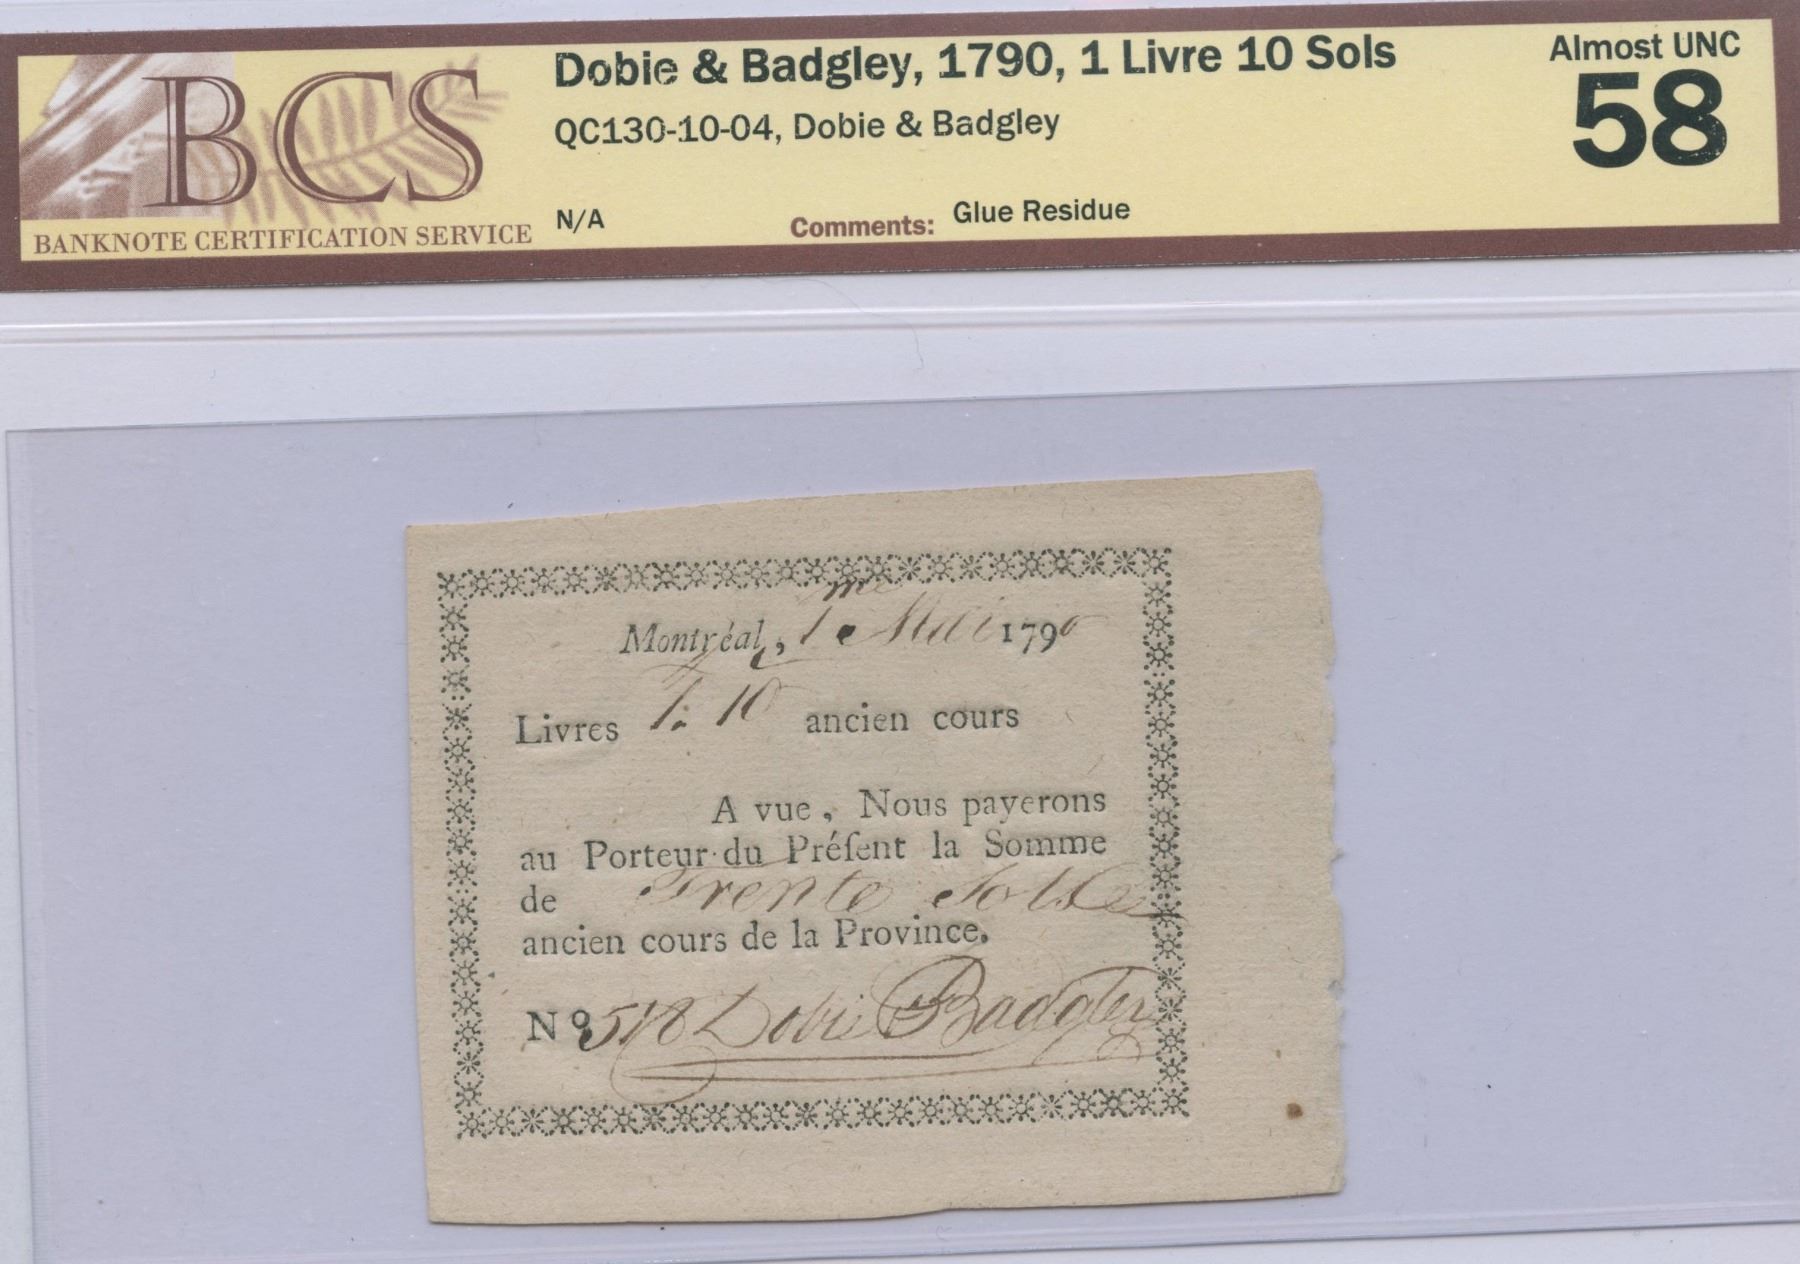 BCS
BANKNOTE CERTIFICATION SERVICE
Dobie & Badgley, 1790, 1 Livre 10 Sols
QC130-10-04, Dobie & Badgley
N/A
Comments: Glue Residue
Almost UNC
58
Montréal, 1me Mai 1790
Livres 1: 10 ancien cours
A vue, Nous payerons
au Porteur du Préſent la Somme
de Trente Sols
ancien cours de la Province.
No 518 Dobie & Badgley